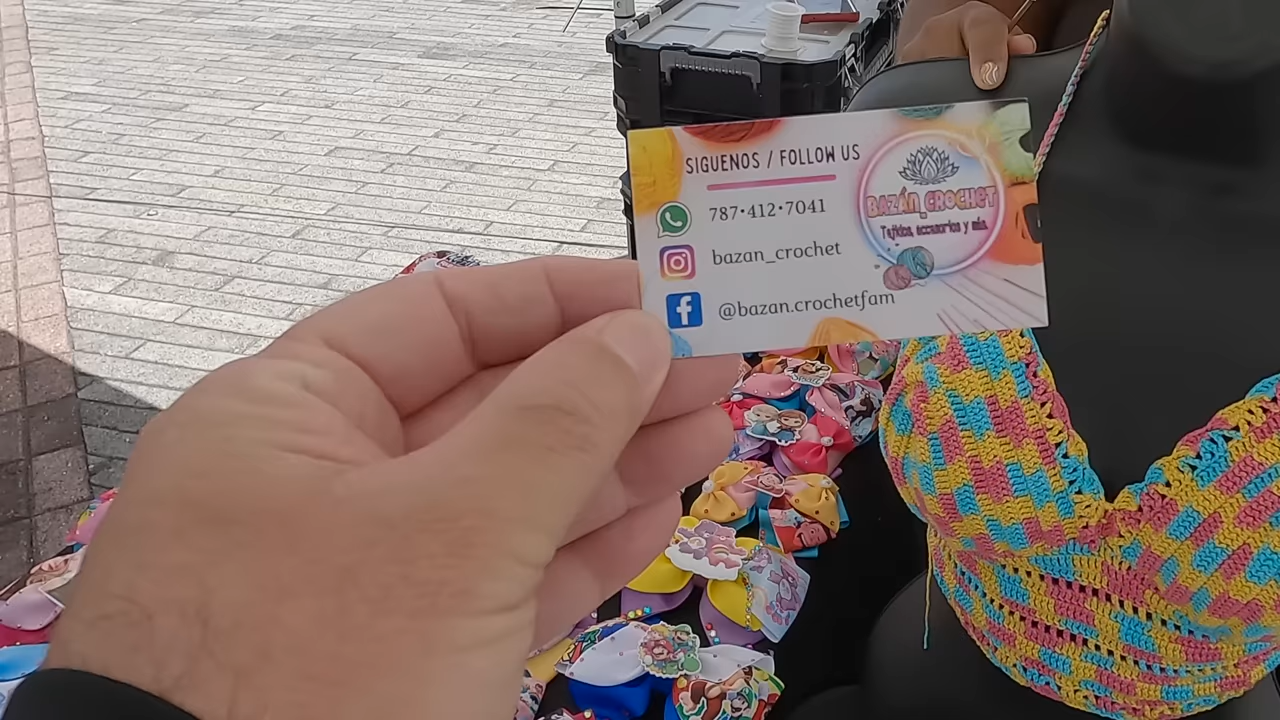 SIGUENOS / FOLLOW US
787•412•7041
bazan_crochet
@bazan.crochetfam
BAZÁN_CROCHET
Tejidos, accesorios y más.